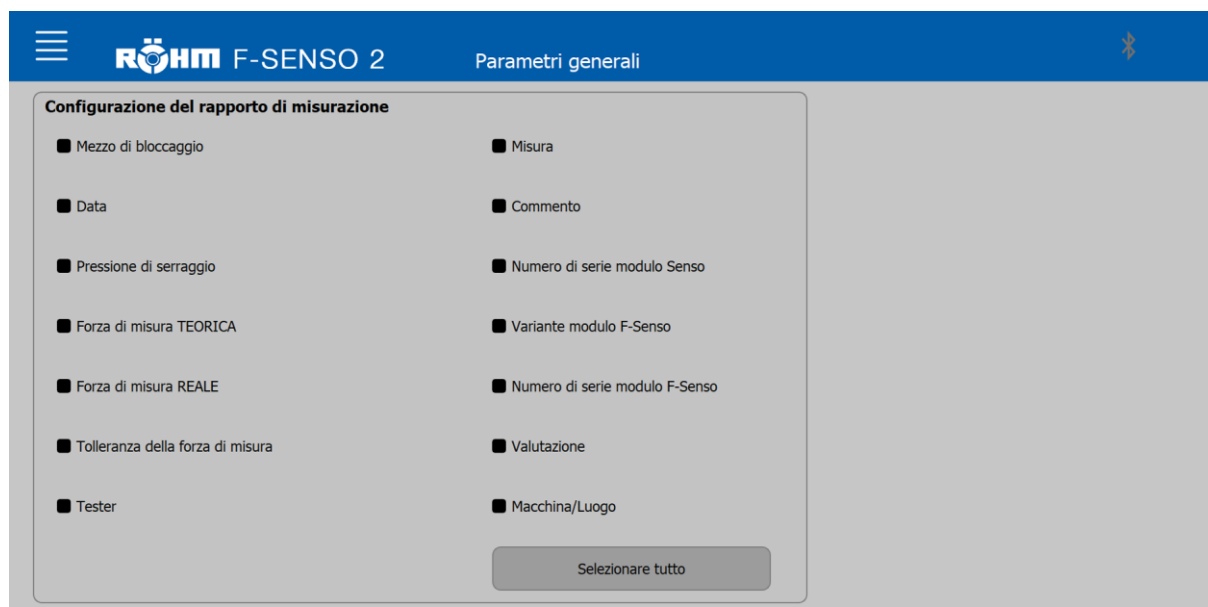 RÖHM F-SENSO 2 Parametri generali
Configurazione del rapporto di misurazione
Mezzo di bloccaggio
Misura
Data
Commento
Pressione di serraggio
Numero di serie modulo Senso
Forza di misura TEORICA
Variante modulo F-Senso
Forza di misura REALE
Numero di serie modulo F-Senso
Tolleranza della forza di misura
Valutazione
Tester
Macchina/Luogo
Selezionare tutto